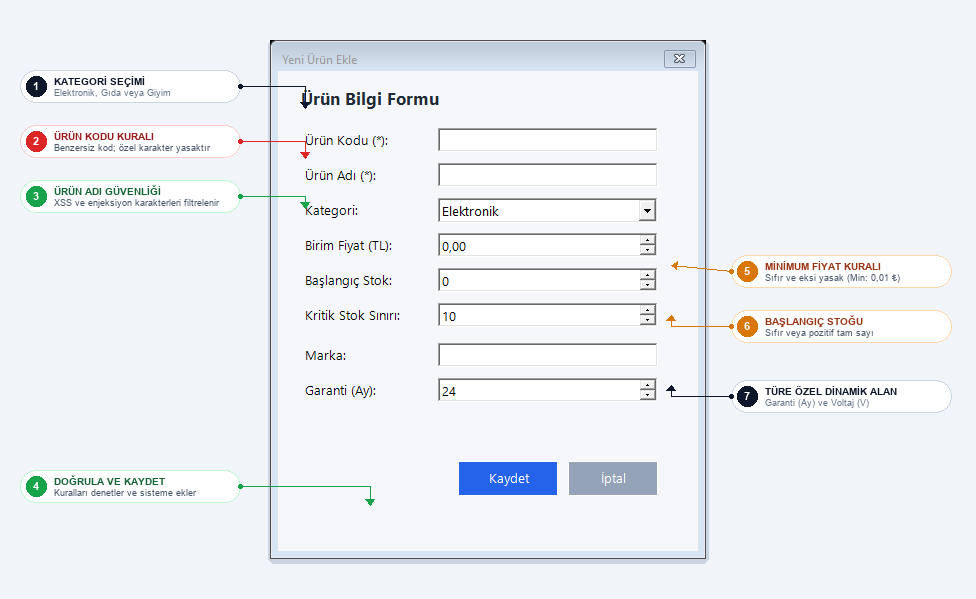 Yeni Ürün Ekle
1 KATEGORİ SEÇİMİ
Elektronik, Gıda veya Giyim
Ürün Bilgi Formu
2 ÜRÜN KODU KURALI
Benzersiz kod; özel karakter yasaktır
Ürün Kodu (*):
Ürün Adı (*):
3 ÜRÜN ADI GÜVENLİĞİ
XSS ve enjeksiyon karakterleri filtrelenir
Kategori: Elektronik
Birim Fiyat (TL): 0,00
5 MİNİMUM FİYAT KURALI
Sıfır ve eksi yasak (Min: 0,01 ₺)
Başlangıç Stok: 0
Kritik Stok Sınırı: 10
6 BAŞLANGIÇ STOĞU
Sıfır veya pozitif tam sayı
Marka:
Garanti (Ay): 24
7 TÜRE ÖZEL DİNAMİK ALAN
Garanti (Ay) ve Voltaj (V)
4 DOĞRULA VE KAYDET
Kuralları denetler ve sisteme ekler
Kaydet İptal